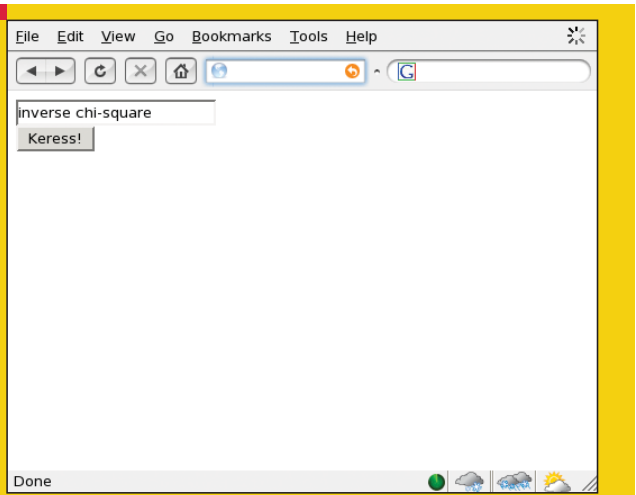 File Edit View Go Bookmarks Tools Help
G
inverse chi-square
Keress!
Done